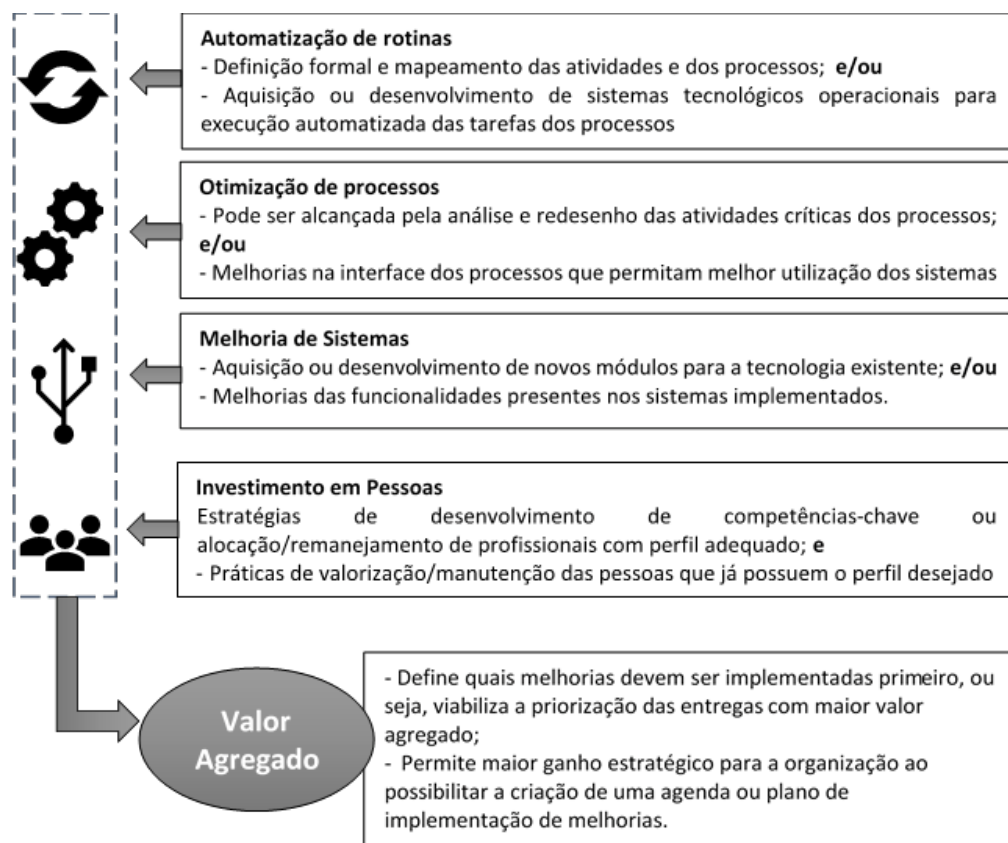 Automatização de rotinas
- Definição formal e mapeamento das atividades e dos processos; e/ou
- Aquisição ou desenvolvimento de sistemas tecnológicos operacionais para
execução automatizada das tarefas dos processos
Otimização de processos
- Pode ser alcançada pela análise e redesenho das atividades críticas dos processos;
e/ou
- Melhorias na interface dos processos que permitam melhor utilização dos sistemas
Melhoria de Sistemas
- Aquisição ou desenvolvimento de novos módulos para a tecnologia existente; e/ou
- Melhorias das funcionalidades presentes nos sistemas implementados.
Investimento em Pessoas
Estratégias de desenvolvimento de competências-chave ou
alocação/remanejamento de profissionais com perfil adequado; e
- Práticas de valorização/manutenção das pessoas que já possuem o perfil desejado
Valor
Agregado
- Define quais melhorias devem ser implementadas primeiro, ou
seja, viabiliza a priorização das entregas com maior valor
agregado;
- Permite maior ganho estratégico para a organização ao
possibilitar a criação de uma agenda ou plano de
implementação de melhorias.